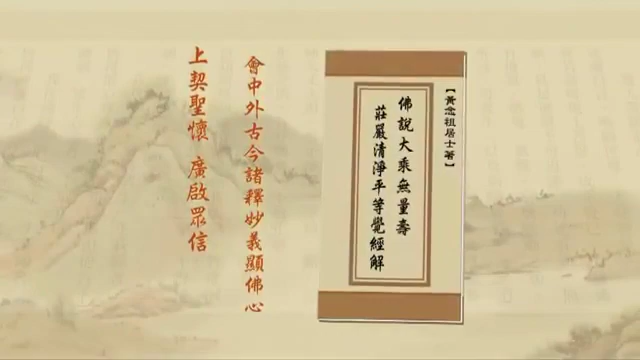 【黃念祖居士著】
佛說大乘無量壽
莊嚴清淨平等覺經解
會中外古今諸釋妙義顯佛心
上契聖懷 廣啟眾信